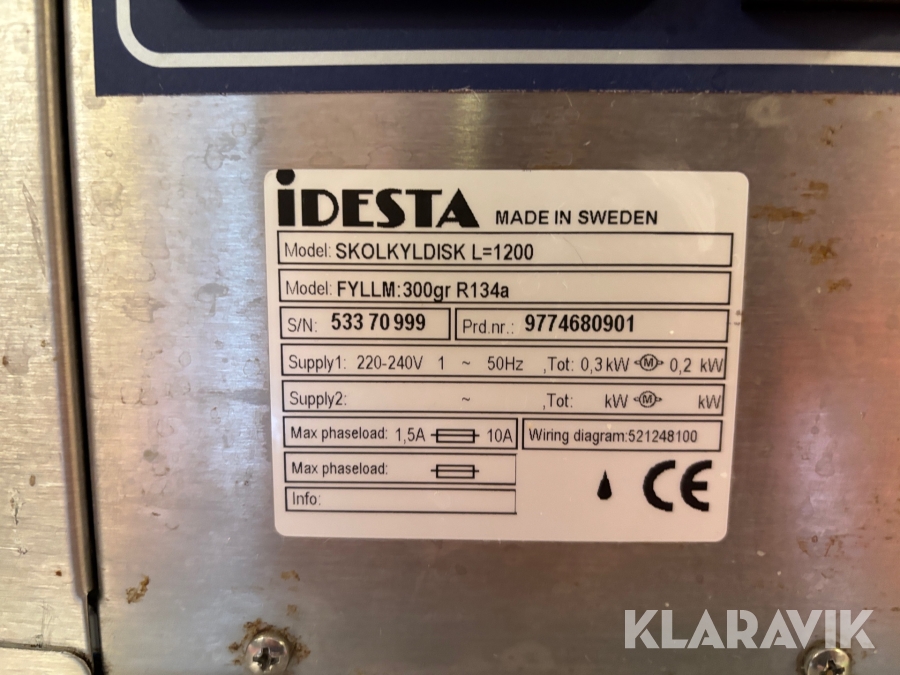 iDESTA MADE IN SWEDEN
Model: SKOLKYLDISK L=1200
Model: FYLLM:300gr R134a
S/N: 533 70 999 Prd.nr.: 9774680901
Supply1: 220-240V 1 ~ 50Hz ,Tot: 0,3 kW M 0,2 kW
Supply2: ~ ,Tot: kW M kW
Max phaseload: 1,5A 10A Wiring diagram:521248100
Max phaseload:
Info:
CE
KLARAVIK